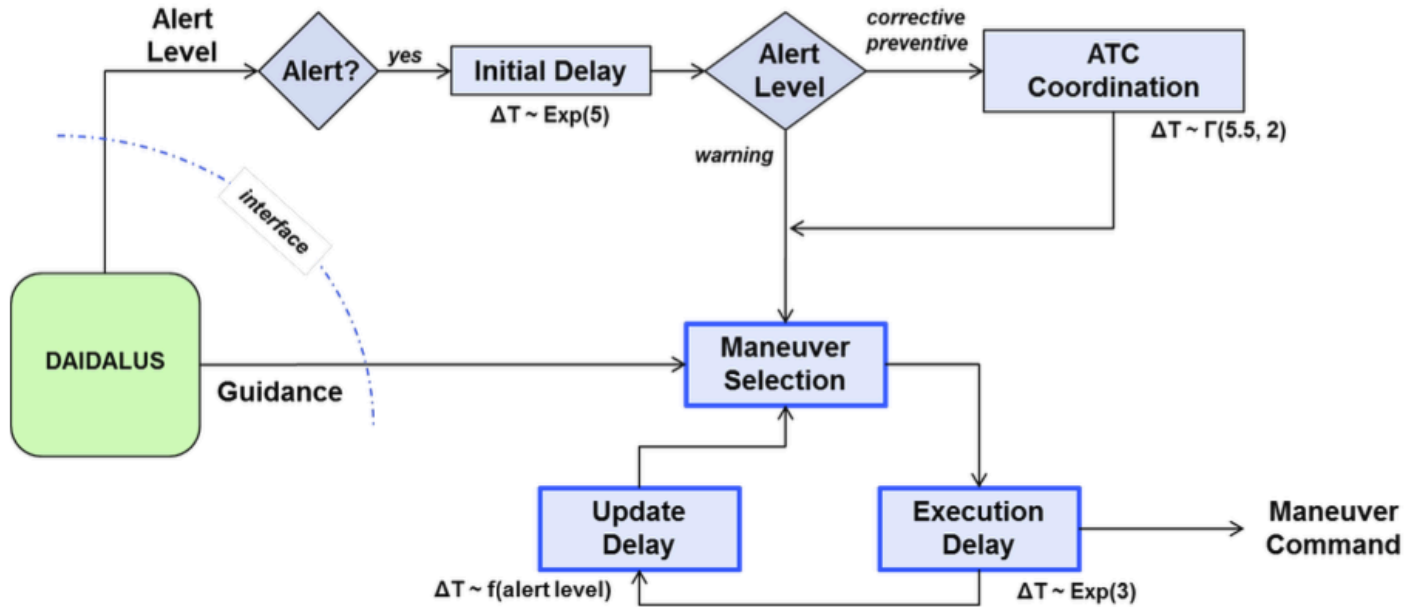 Alert
Level
Alert?
yes
Initial Delay
ΔT ~ Exp(5)
Alert
Level
corrective
preventive
ATC
Coordination
ΔT ~ Γ(5.5, 2)
warning
interface
DAIDALUS
Guidance
Maneuver
Selection
Update
Delay
ΔT ~ f(alert level)
Execution
Delay
ΔT ~ Exp(3)
Maneuver
Command